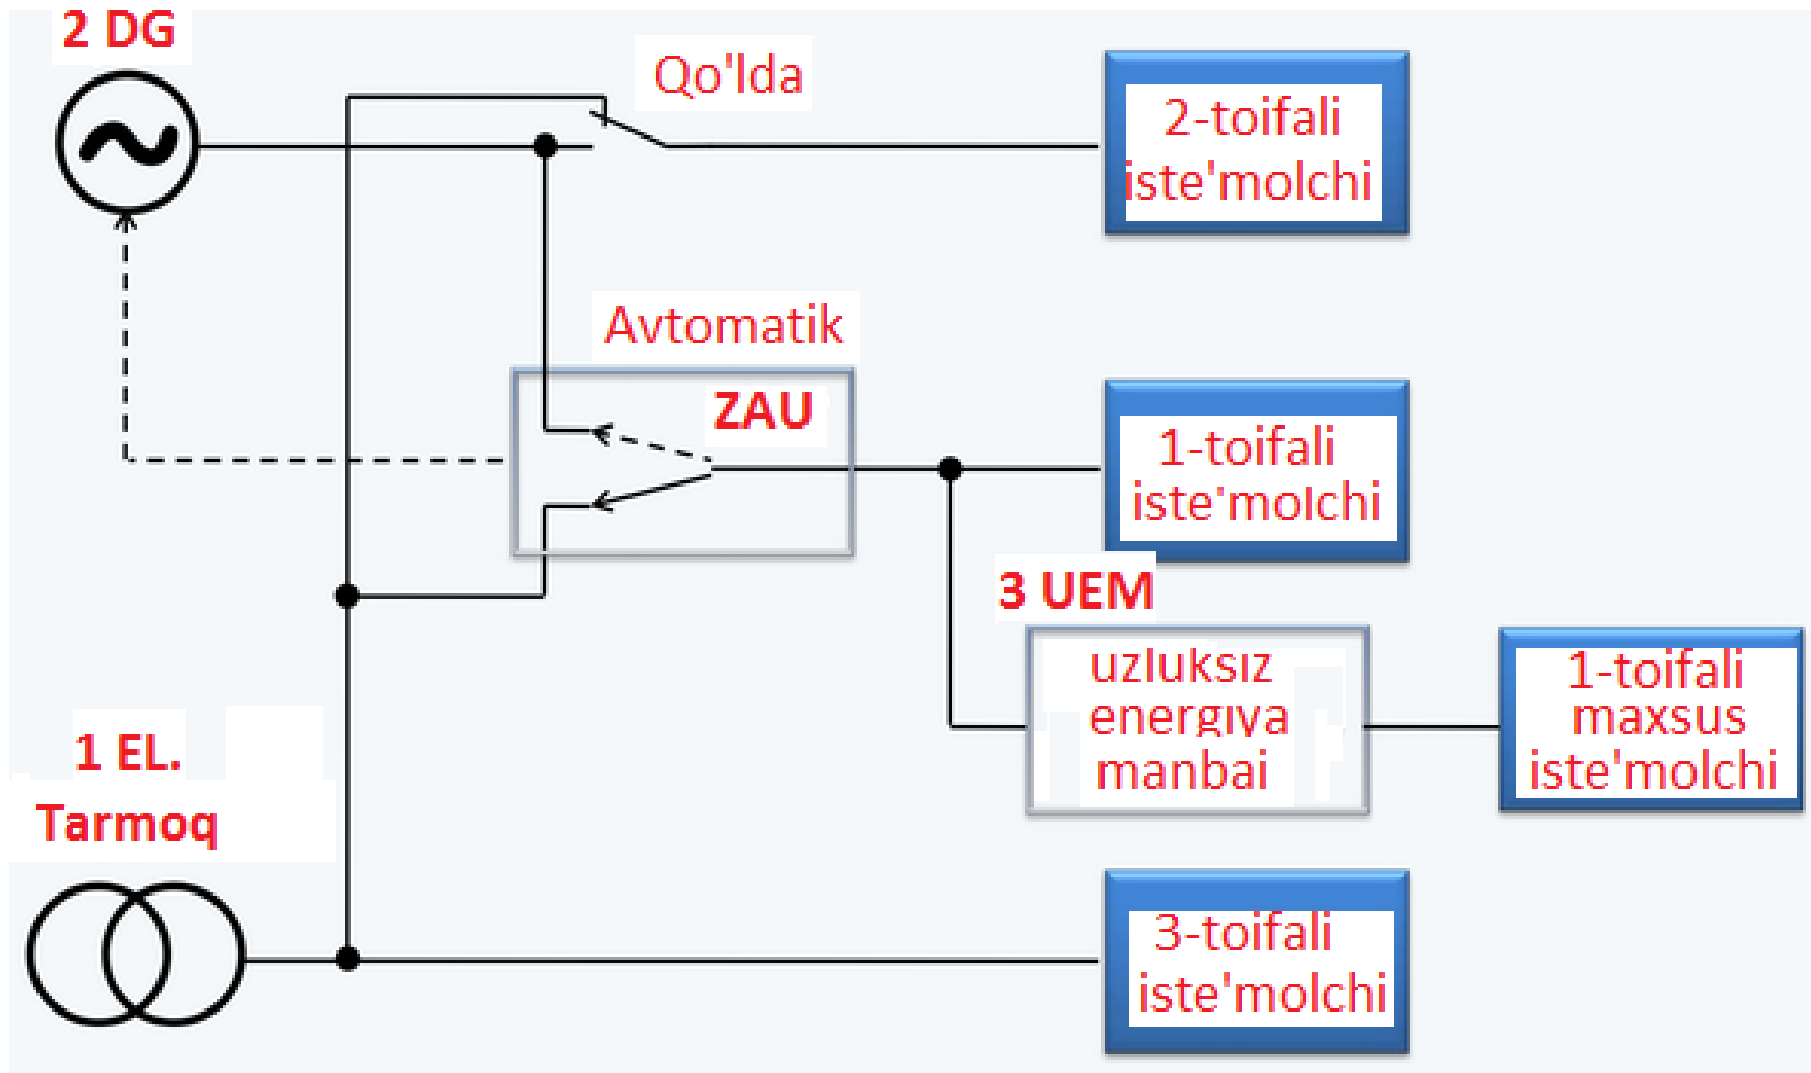 2 DG
Qo'lda
2-toifali
iste'molchi
Avtomatik
ZAU
1-toifali
iste'molchi
3 UEM
uzluksiz
energiya
manbai
1-toifali
maxsus
iste'molchi
1 EL.
Tarmoq
3-toifali
iste'molchi